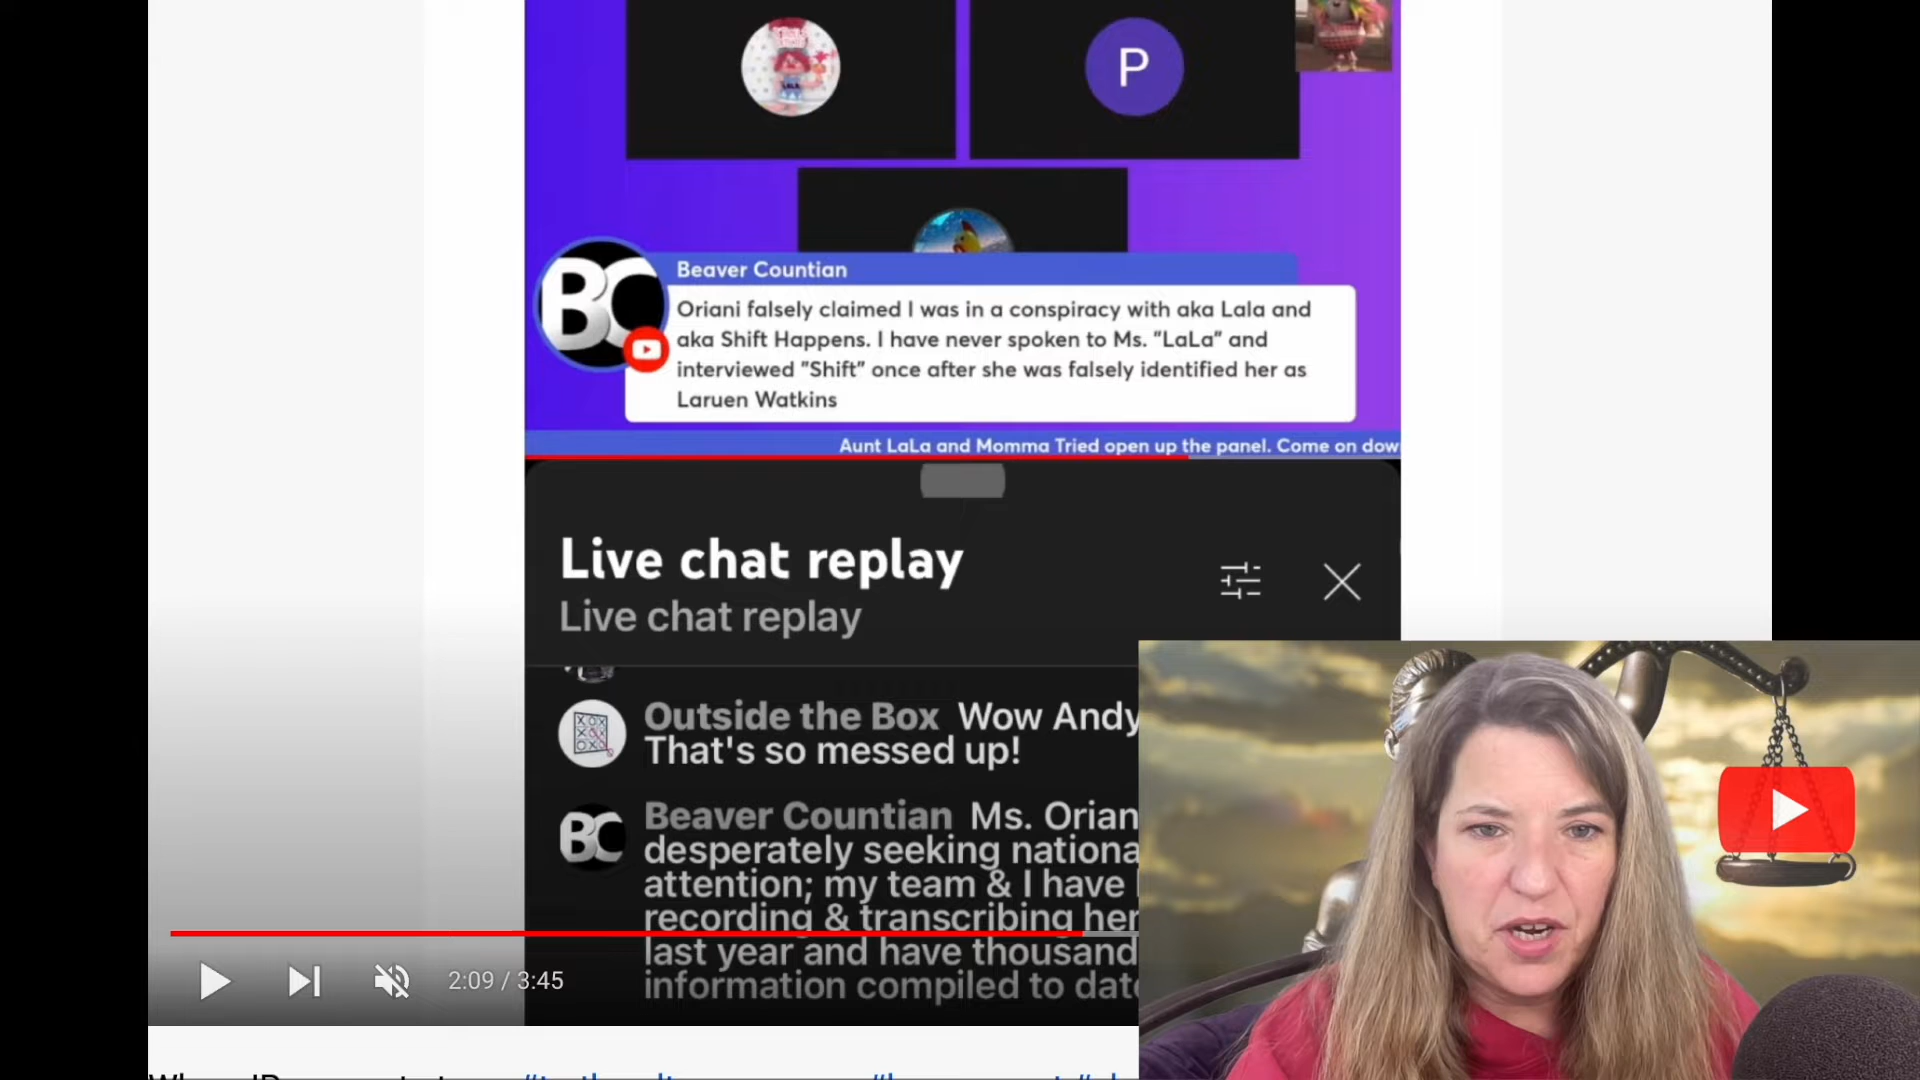 P
BC
Beaver Countian
Oriani falsely claimed I was in a conspiracy with aka Lala and
aka Shift Happens. I have never spoken to Ms. "LaLa" and
interviewed "Shift" once after she was falsely identified her as
Laruen Watkins
Aunt LaLa and Momma Tried open up the panel. Come on dow
Live chat replay
Live chat replay
Outside the Box Wow Andy
That's so messed up!
BC
Beaver Countian Ms. Orian
desperately seeking nationa
attention; my team & I have
recording & transcribing her
last year and have thousand
information compiled to dat
2:09 / 3:45